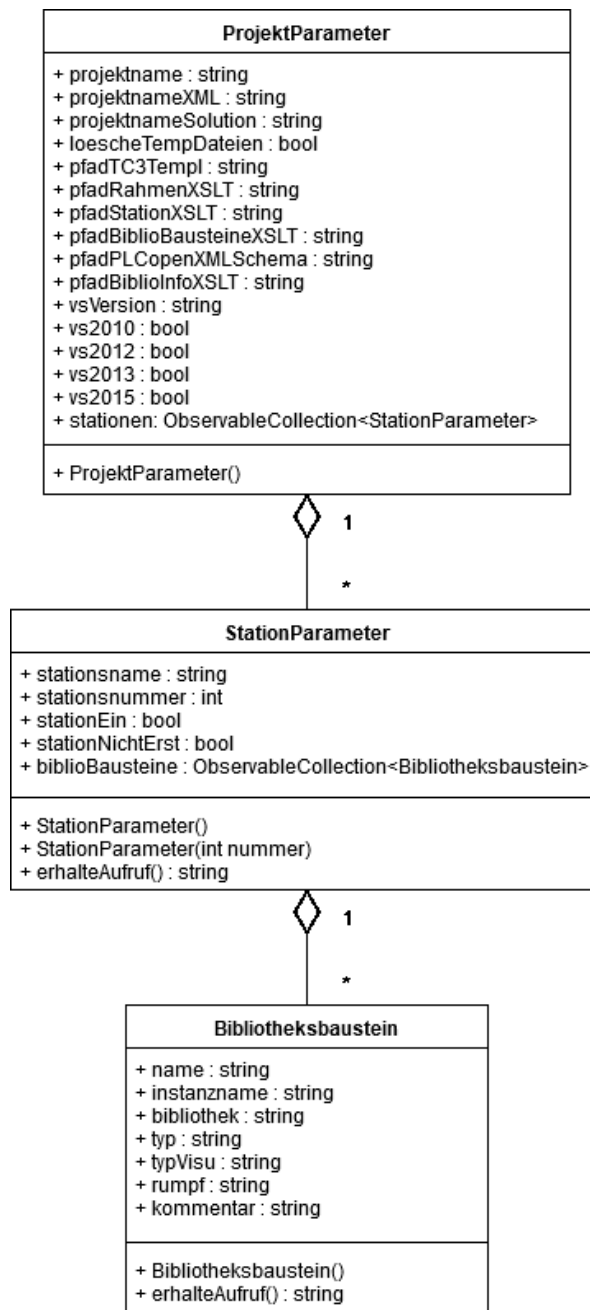 ProjektParameter
+ projektname : string
+ projektnameXML : string
+ projektnameSolution : string
+ loescheTempDateien : bool
+ pfadTC3Templ : string
+ pfadRahmenXSLT : string
+ pfadStationXSLT : string
+ pfadBiblioBausteineXSLT : string
+ pfadPLCopenXMLSchema : string
+ pfadBiblioInfoXSLT : string
+ vsVersion : string
+ vs2010 : bool
+ vs2012 : bool
+ vs2013 : bool
+ vs2015 : bool
+ stationen: ObservableCollection<StationParameter>
+ ProjektParameter()
1
*
StationParameter
+ stationsname : string
+ stationsnummer : int
+ stationEin : bool
+ stationNichtErst : bool
+ biblioBausteine : ObservableCollection<Bibliotheksbaustein>
+ StationParameter()
+ StationParameter(int nummer)
+ erhalteAufruf() : string
1
*
Bibliotheksbaustein
+ name : string
+ instanzname : string
+ bibliothek : string
+ typ : string
+ typVisu : string
+ rumpf : string
+ kommentar : string
+ Bibliotheksbaustein()
+ erhalteAufruf() : string